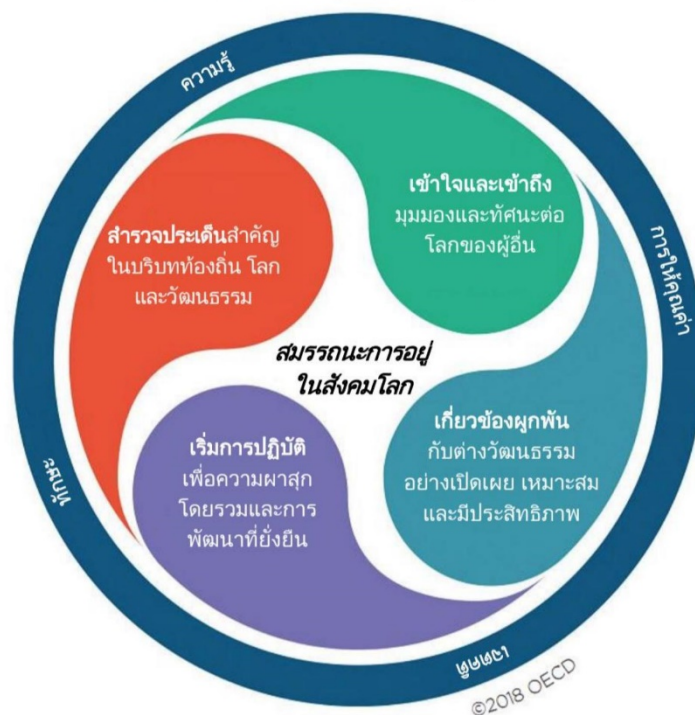 ความรู้
การให้คุณค่า
เจตคติ
ทักษะ
สำรวจประเด็นสำคัญ
ในบริบทท้องถิ่น โลก
และวัฒนธรรม
เข้าใจและเข้าถึง
มุมมองและทัศนะต่อ
โลกของผู้อื่น
สมรรถนะการอยู่
ในสังคมโลก
เริ่มการปฏิบัติ
เพื่อความผาสุก
โดยรวมและการ
พัฒนาที่ยั่งยืน
เกี่ยวข้องผูกพัน
กับต่างวัฒนธรรม
อย่างเปิดเผย เหมาะสม
และมีประสิทธิภาพ
©2018 OECD